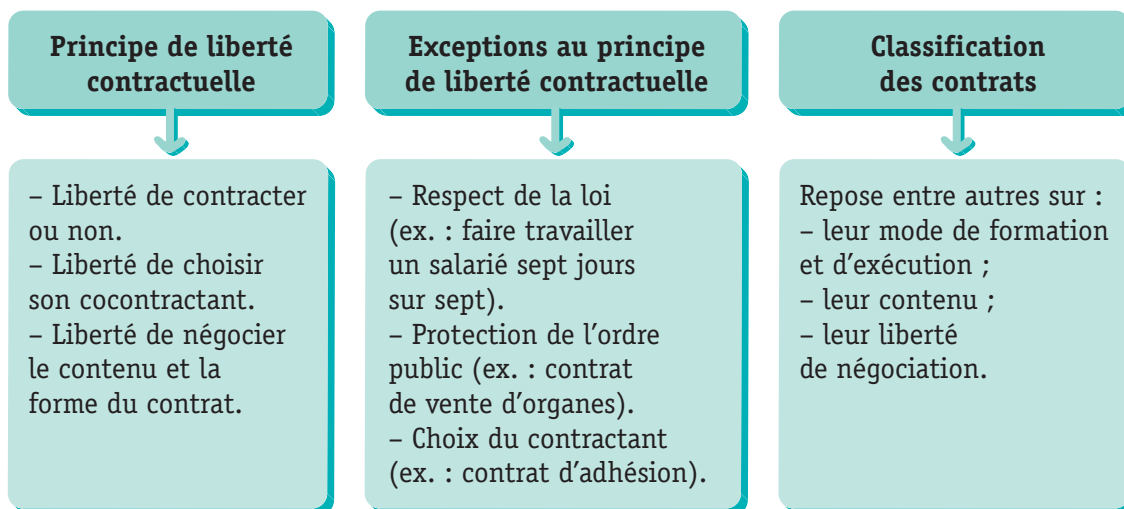 Principe de liberté
contractuelle
– Liberté de contracter
ou non.
– Liberté de choisir
son cocontractant.
– Liberté de négocier
le contenu et la
forme du contrat.
Exceptions au principe
de liberté contractuelle
– Respect de la loi
(ex. : faire travailler
un salarié sept jours
sur sept).
– Protection de l’ordre
public (ex. : contrat
de vente d’organes).
– Choix du contractant
(ex. : contrat d’adhésion).
Classification
des contrats
Repose entre autres sur :
– leur mode de formation
et d’exécution ;
– leur contenu ;
– leur liberté
de négociation.